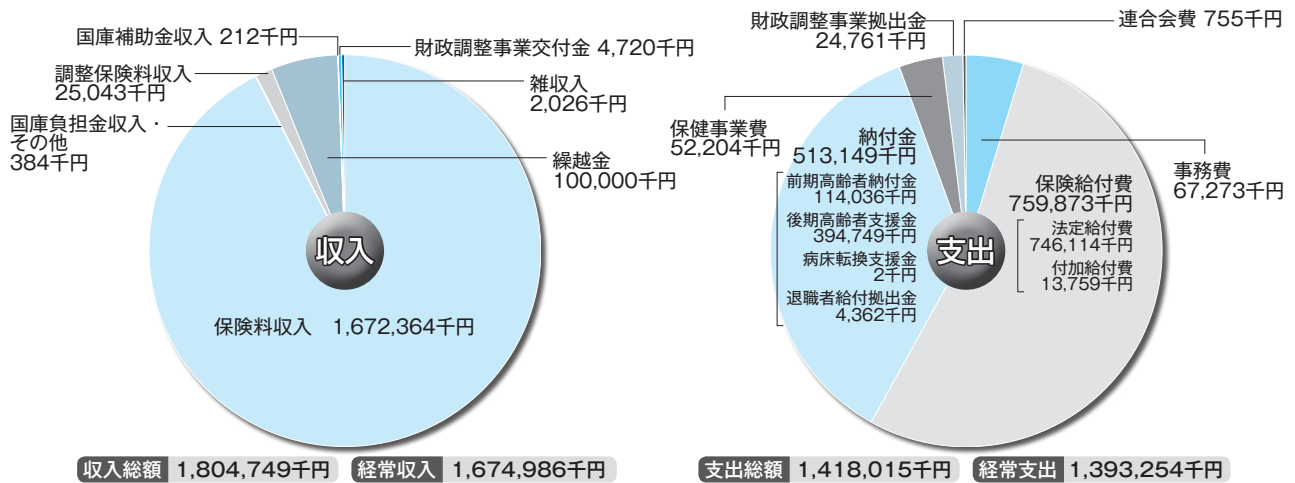 国庫補助金収入 212千円
財政調整事業交付金 4,720千円
調整保険料収入
25,043千円
雑収入
2,026千円
国庫負担金収入・
その他
384千円
繰越金
100,000千円
収入
保険料収入 1,672,364千円
収入総額 1,804,749千円
経常収入 1,674,986千円
財政調整事業拠出金
24,761千円
連合会費 755千円
保健事業費
52,204千円
納付金
513,149千円
前期高齢者納付金
114,036千円
後期高齢者支援金
394,749千円
病床転換支援金
2千円
退職者給付拠出金
4,362千円
支出
事務費
67,273千円
保険給付費
759,873千円
法定給付費
746,114千円
付加給付費
13,759千円
支出総額 1,418,015千円
経常支出 1,393,254千円